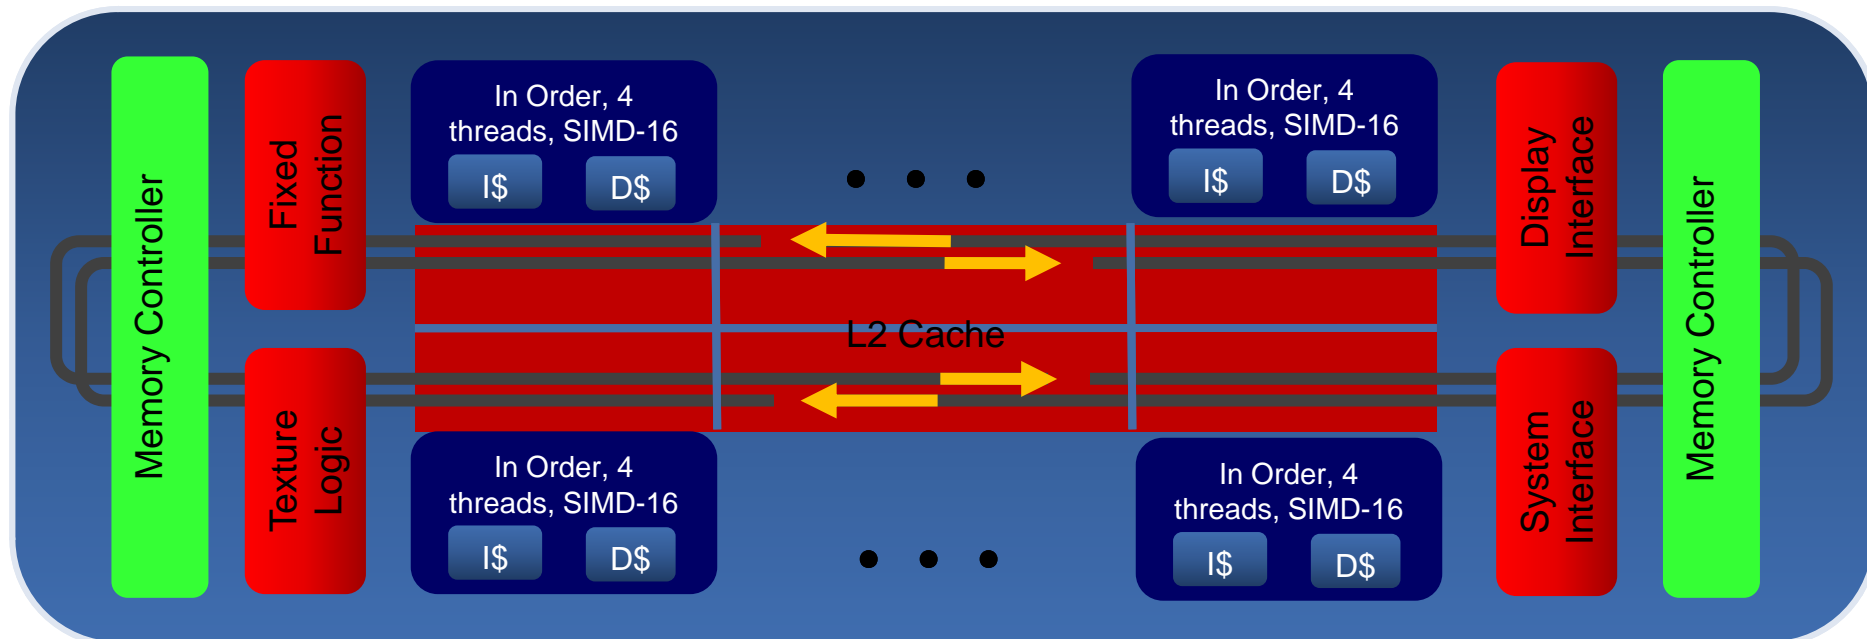 Memory Controller
Fixed
Function
In Order, 4
threads, SIMD-16
I$ D$
In Order, 4
threads, SIMD-16
I$ D$
Display
Interface
Memory Controller
L2 Cache
Texture
Logic
In Order, 4
threads, SIMD-16
I$ D$
In Order, 4
threads, SIMD-16
I$ D$
System
Interface